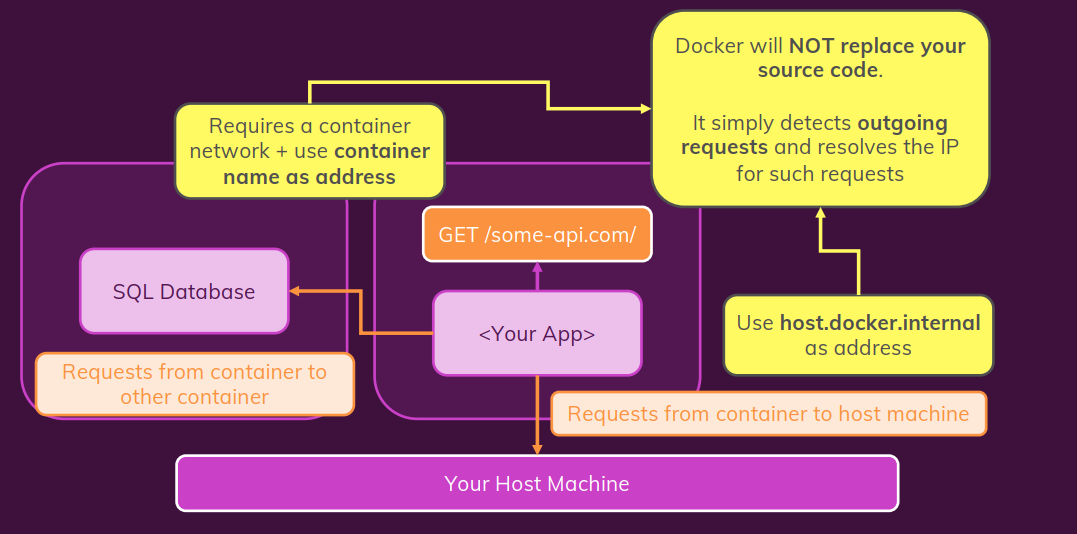 Docker will NOT replace your
source code.
It simply detects outgoing
requests and resolves the IP
for such requests
Requires a container
network + use container
name as address
GET /some-api.com/
SQL Database
<Your App>
Use host.docker.internal
as address
Requests from container to
other container
Requests from container to host machine
Your Host Machine